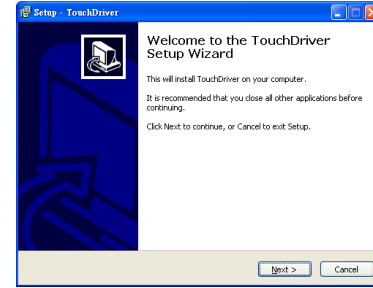 Setup - TouchDriver
Welcome to the TouchDriver
Setup Wizard
This will install TouchDriver on your computer.
It is recommended that you close all other applications before
continuing.
Click Next to continue, or Cancel to exit Setup.
Next >
Cancel